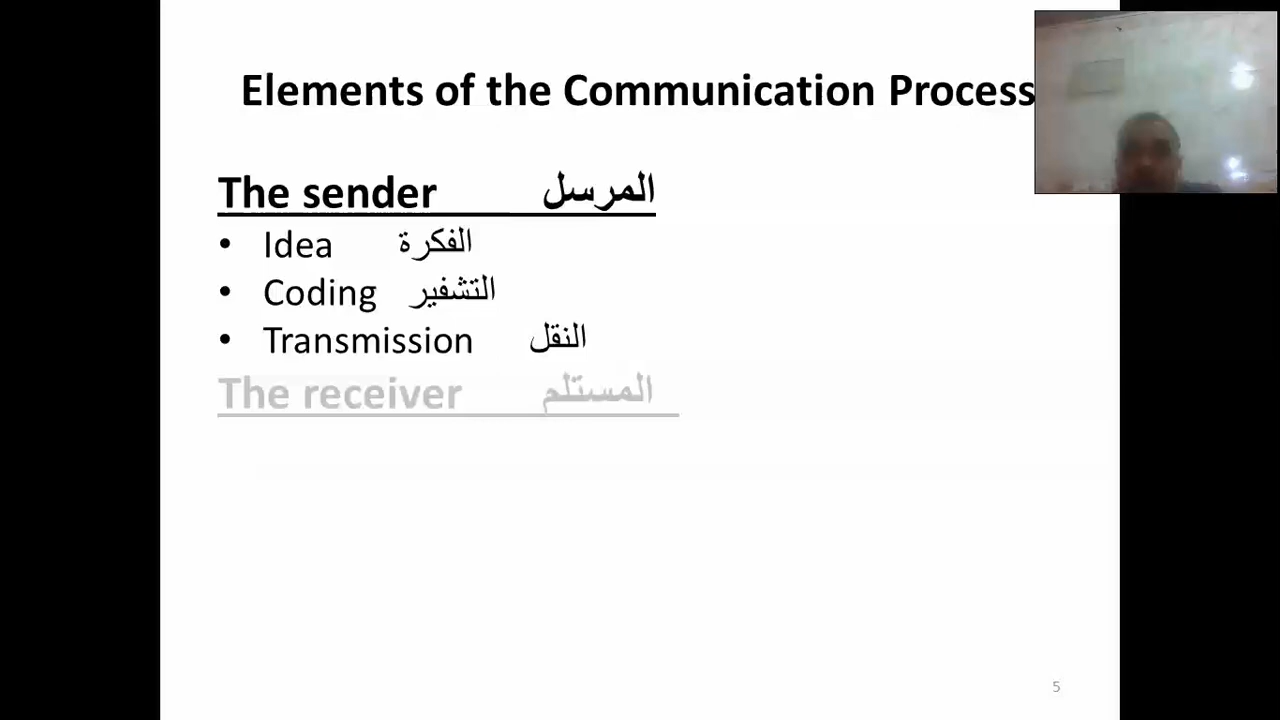 Elements of the Communication Process
The sender المرسل
• Idea الفكرة
• Coding التشفير
• Transmission النقل
The receiver المستلم
5